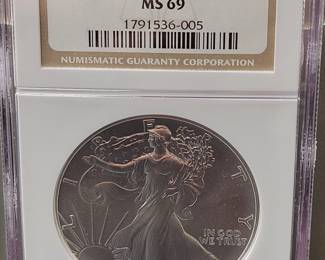 MS 69
1791536-005
NUMISMATIC GUARANTY CORPORATION
LIBERTY
IN GOD
WE TRUST